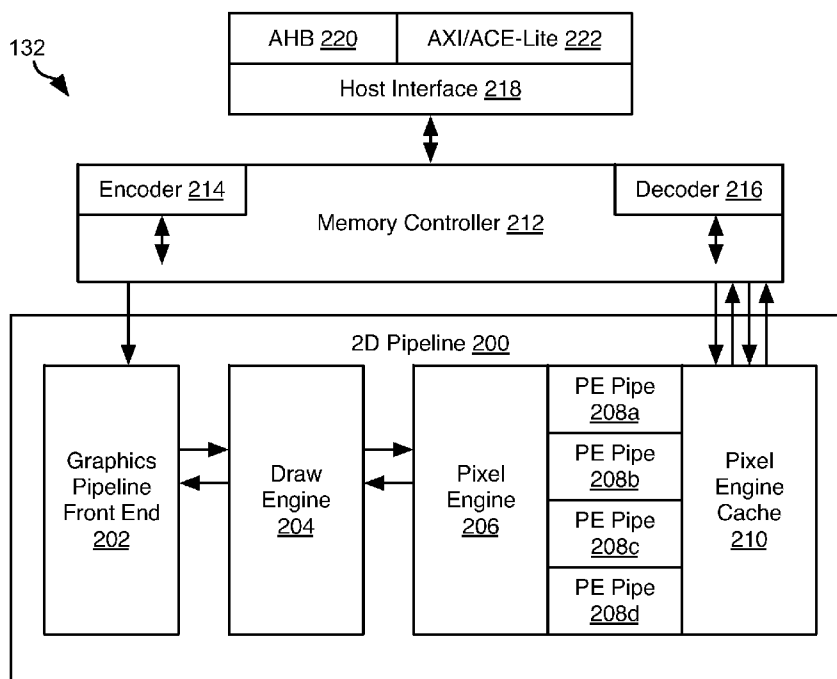 132
AHB 220
AXI/ACE-Lite 222
Host Interface 218
Encoder 214
Decoder 216
Memory Controller 212
2D Pipeline 200
Graphics
Pipeline
Front End
202
Draw
Engine
204
Pixel
Engine
206
PE Pipe
208a
PE Pipe
208b
PE Pipe
208c
PE Pipe
208d
Pixel
Engine
Cache
210